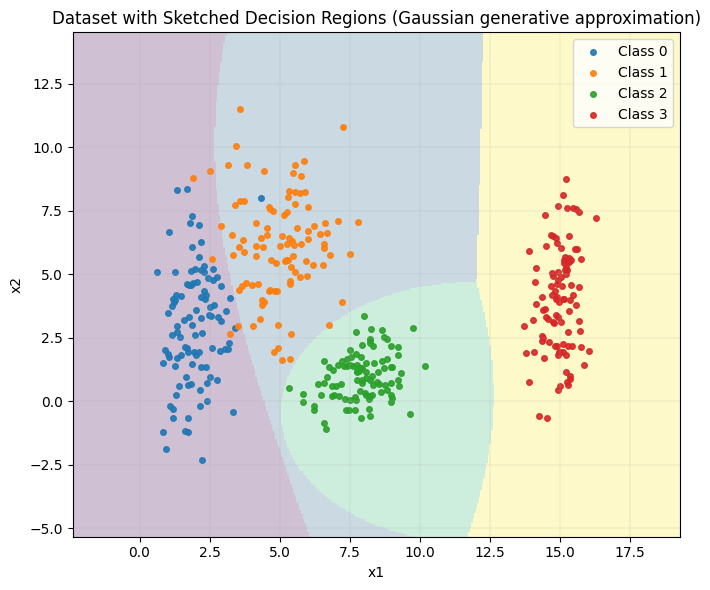 Dataset with Sketched Decision Regions (Gaussian generative approximation)
Class 0
Class 1
Class 2
Class 3
12.5
10.0
7.5
5.0
2.5
0.0
−2.5
−5.0
x2
0.0
2.5
5.0
7.5
10.0
12.5
15.0
17.5
x1